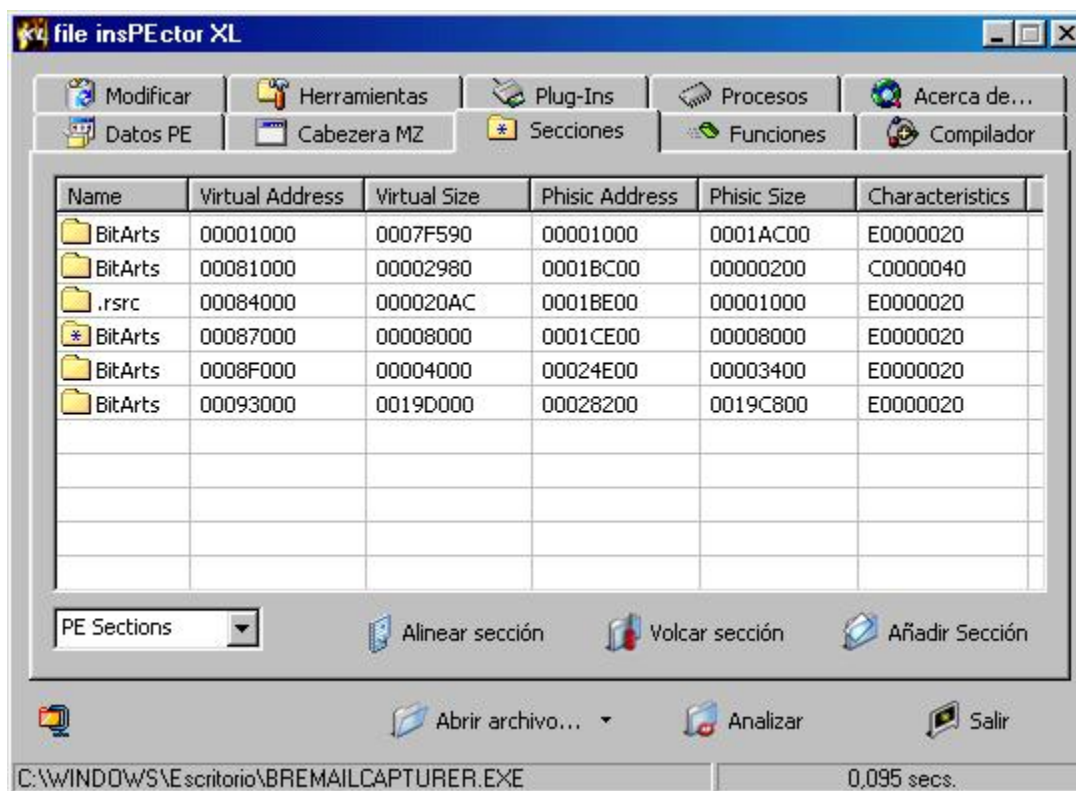 file insPEctor XL
Modificar Herramientas Plug-Ins Procesos Acerca de...
Datos PE Cabezera MZ Secciones Funciones Compilador
Name Virtual Address Virtual Size Phisic Address Phisic Size Characteristics
BitArts 00001000 0007F590 00001000 0001AC00 E0000020
BitArts 00081000 00002980 0001BC00 00000200 C0000040
.rsrc 00084000 000020AC 0001BE00 00001000 E0000020
BitArts 00087000 00008000 0001CE00 00008000 E0000020
BitArts 0008F000 00004000 00024E00 00003400 E0000020
BitArts 00093000 0019D000 00028200 0019C800 E0000020
PE Sections Alinear sección Volcar sección Añadir Sección
Abrir archivo... Analizar Salir
C:\WINDOWS\Escritorio\BREMAILCAPTURER.EXE 0,095 secs.